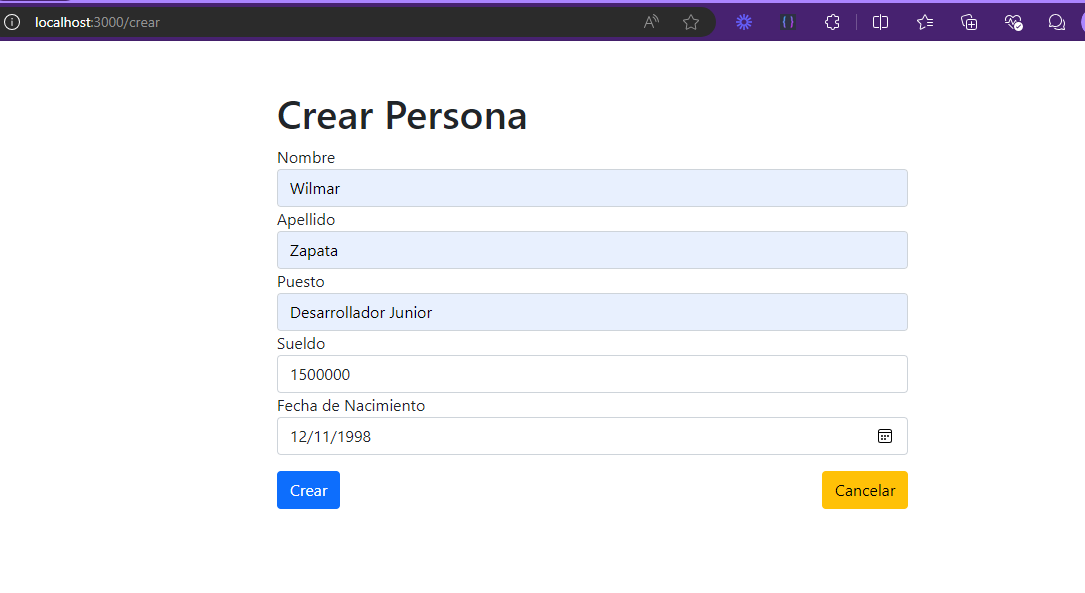 localhost:3000/crear
Crear Persona
Nombre
Wilmar
Apellido
Zapata
Puesto
Desarrollador Junior
Sueldo
1500000
Fecha de Nacimiento
12/11/1998
Crear
Cancelar